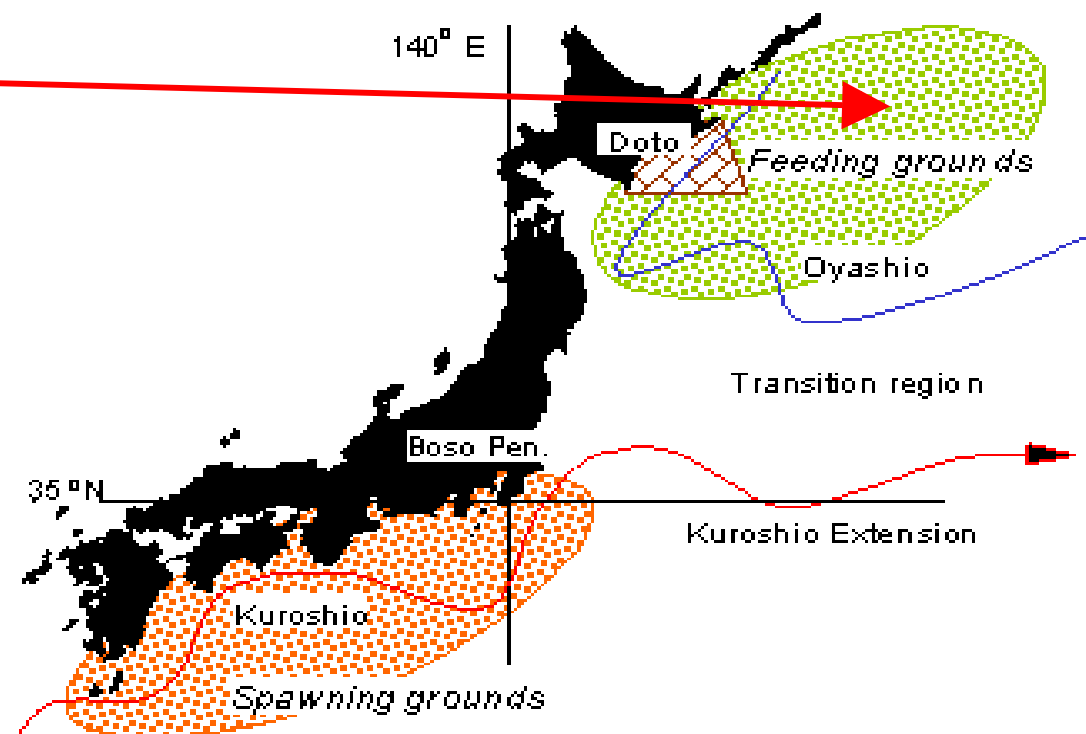 140° E
Doto
Feeding grounds
Oyashio
Transition region
Boso Pen.
35°N
Kuroshio Extension
Kuroshio
Spawning grounds